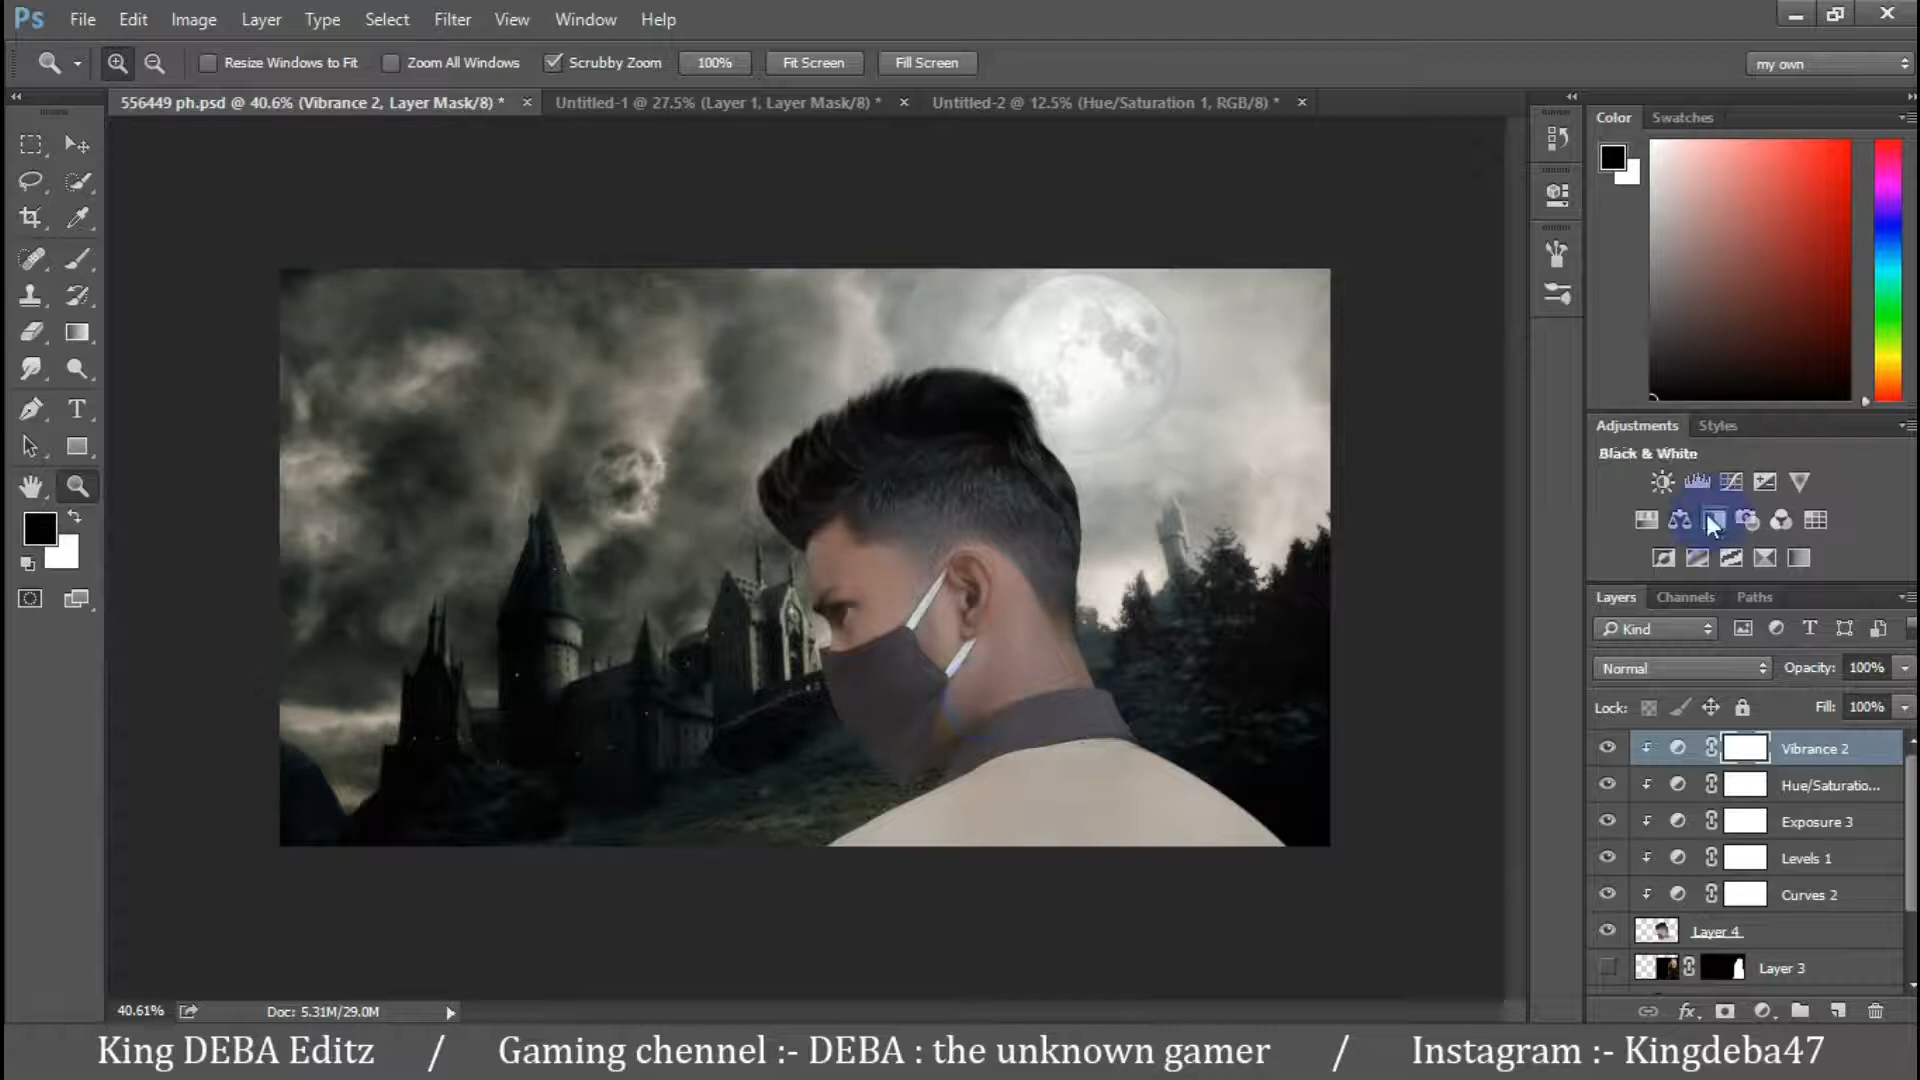 Ps File Edit Image Layer Type Select Filter View Window Help
Resize Windows to Fit Zoom All Windows Scrubby Zoom 100% Fit Screen Fill Screen my own
556449 ph.psd @ 40.6% (Vibrance 2, Layer Mask/8) * × Untitled-1 @ 27.5% (Layer 1, Layer Mask/8) * × Untitled-2 @ 12.5% (Hue/Saturation 1, RGB/8) * ×
Color Swatches
Adjustments Styles
Black & White
Layers Channels Paths
Kind
Normal Opacity: 100%
Lock: Fill: 100%
Vibrance 2
Hue/Saturatio...
Exposure 3
Levels 1
Curves 2
Layer 4
Layer 3
40.61% Doc: 5.31M/29.0M
King DEBA Editz / Gaming chennel :- DEBA : the unknown gamer / Instagram :- Kingdeba47